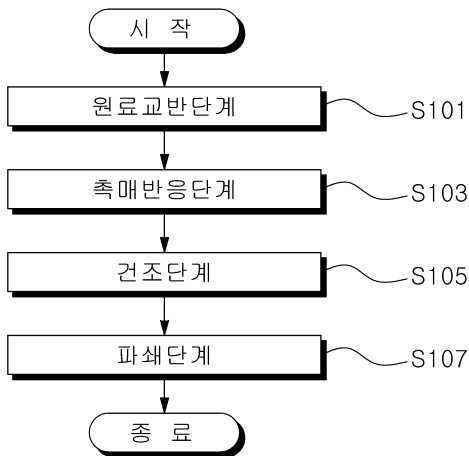 시 작
원료교반단계
S101
촉매반응단계
S103
건조단계
S105
파쇄단계
S107
종 료